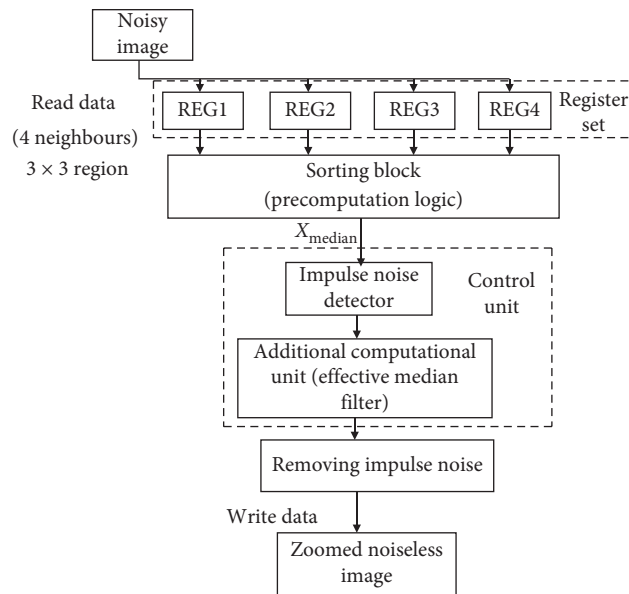 Noisy
image
Read data
(4 neighbours)
3 × 3 region
REG1 REG2 REG3 REG4
Register
set
Sorting block
(precomputation logic)
Xmedian
Impulse noise
detector
Control
unit
Additional computational
unit (effective median
filter)
Removing impulse noise
Write data
Zoomed noiseless
image